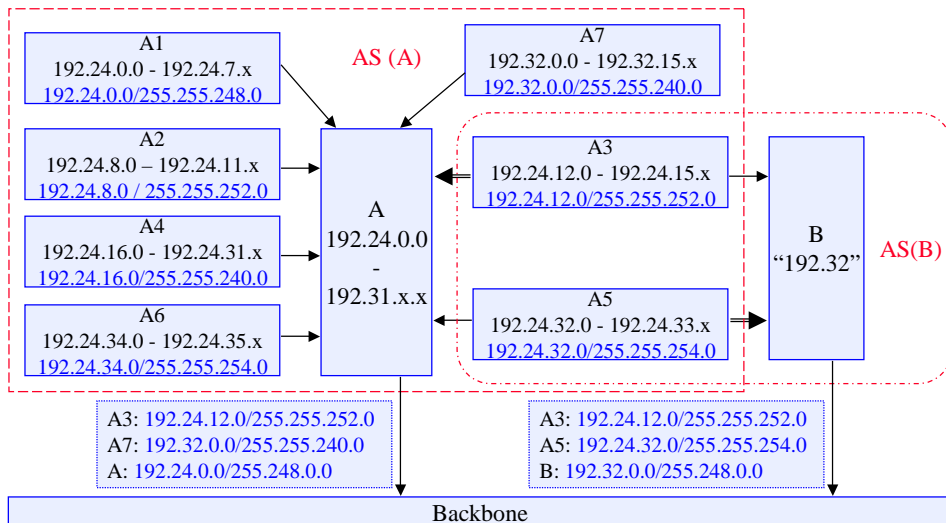 A1
192.24.0.0 - 192.24.7.x
192.24.0.0/255.255.248.0
AS (A)
A7
192.32.0.0 - 192.32.15.x
192.32.0.0/255.255.240.0
A2
192.24.8.0 – 192.24.11.x
192.24.8.0 / 255.255.252.0
A3
192.24.12.0 - 192.24.15.x
192.24.12.0/255.255.252.0
A4
192.24.16.0 - 192.24.31.x
192.24.16.0/255.255.240.0
A
192.24.0.0
-
192.31.x.x
B
“192.32”
AS(B)
A6
192.24.34.0 - 192.24.35.x
192.24.34.0/255.255.254.0
A5
192.24.32.0 - 192.24.33.x
192.24.32.0/255.255.254.0
A3: 192.24.12.0/255.255.252.0
A7: 192.32.0.0/255.255.240.0
A: 192.24.0.0/255.248.0.0
A3: 192.24.12.0/255.255.252.0
A5: 192.24.32.0/255.255.254.0
B: 192.32.0.0/255.248.0.0
Backbone